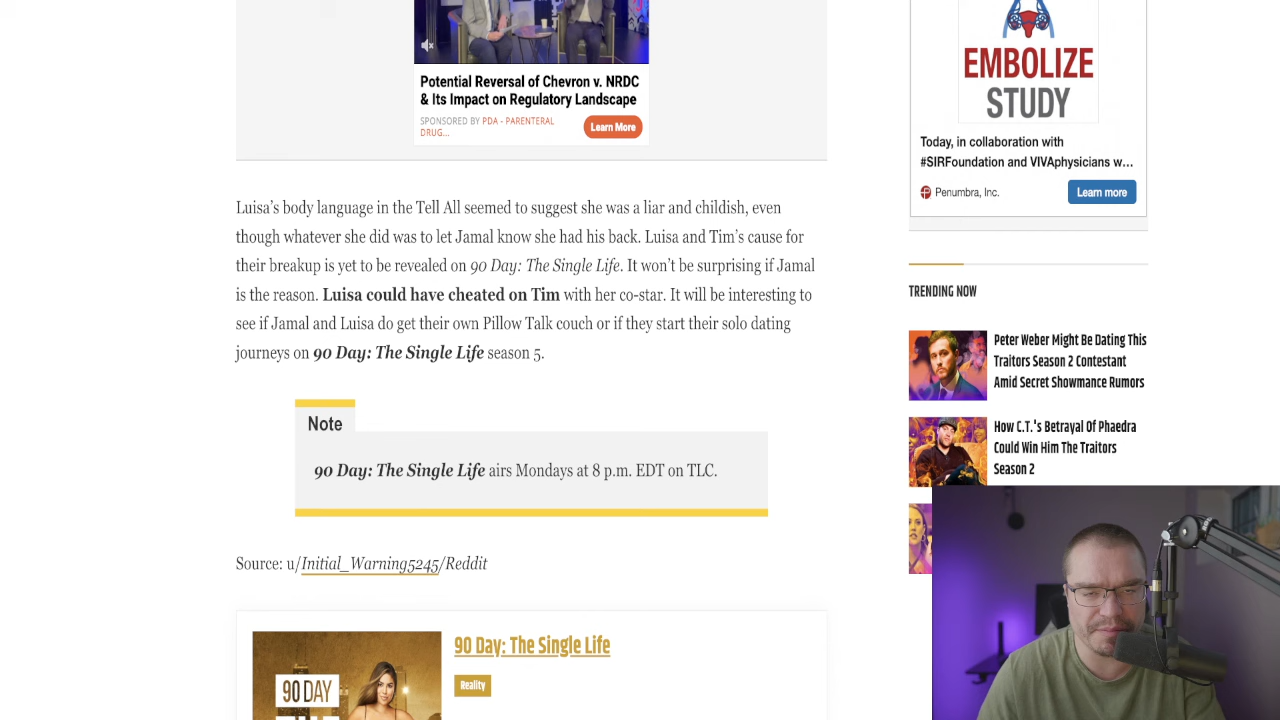 Potential Reversal of Chevron v. NRDC
& Its Impact on Regulatory Landscape
SPONSORED BY PDA - PARENTERAL
DRUG...
Learn More
EMBOLIZE
STUDY
Today, in collaboration with
#SIRFoundation and VIVAphysicians w...
Penumbra, Inc.
Learn more
Luisa’s body language in the Tell All seemed to suggest she was a liar and childish, even
though whatever she did was to let Jamal know she had his back. Luisa and Tim’s cause for
their breakup is yet to be revealed on 90 Day: The Single Life. It won’t be surprising if Jamal
is the reason. Luisa could have cheated on Tim with her co-star. It will be interesting to
see if Jamal and Luisa do get their own Pillow Talk couch or if they start their solo dating
journeys on 90 Day: The Single Life season 5.
Note
90 Day: The Single Life airs Mondays at 8 p.m. EDT on TLC.
Source: u/Initial_Warning5245/Reddit
90 Day: The Single Life
Reality
90 DAY
TRENDING NOW
Peter Weber Might Be Dating This
Traitors Season 2 Contestant
Amid Secret Showmance Rumors
How C.T.'s Betrayal Of Phaedra
Could Win Him The Traitors
Season 2